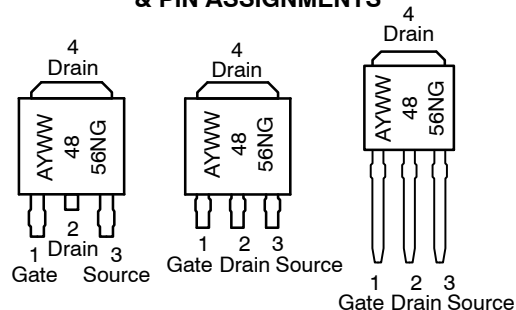 & PIN ASSIGNMENTS
4
Drain
AYWW
48
56NG
1
Gate
2
Drain
3
Source
4
Drain
AYWW
48
56NG
1 2 3
Gate Drain Source
4
Drain
AYWW
48
56NG
1 2 3
Gate Drain Source